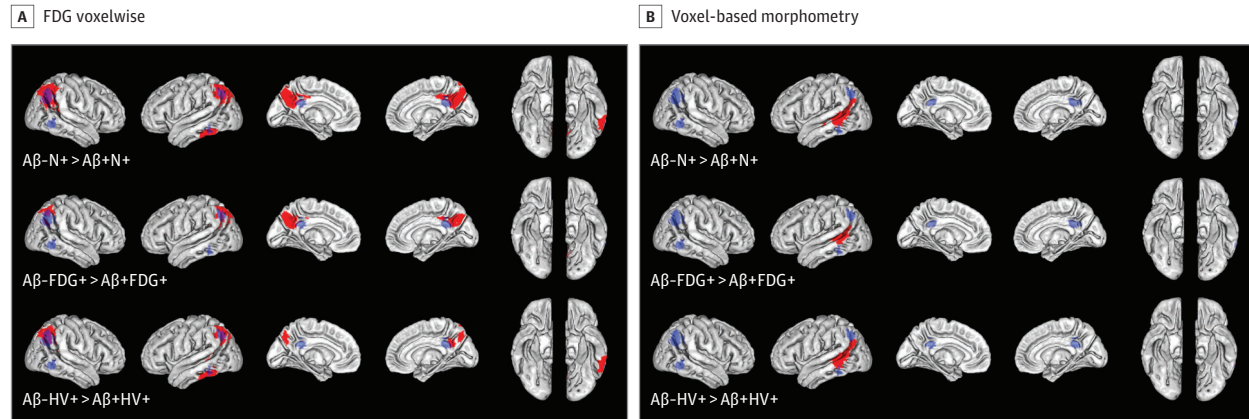 A FDG voxelwise
Aβ-N+ > Aβ+N+
Aβ-FDG+ > Aβ+FDG+
Aβ-HV+ > Aβ+HV+
B Voxel-based morphometry
Aβ-N+ > Aβ+N+
Aβ-FDG+ > Aβ+FDG+
Aβ-HV+ > Aβ+HV+